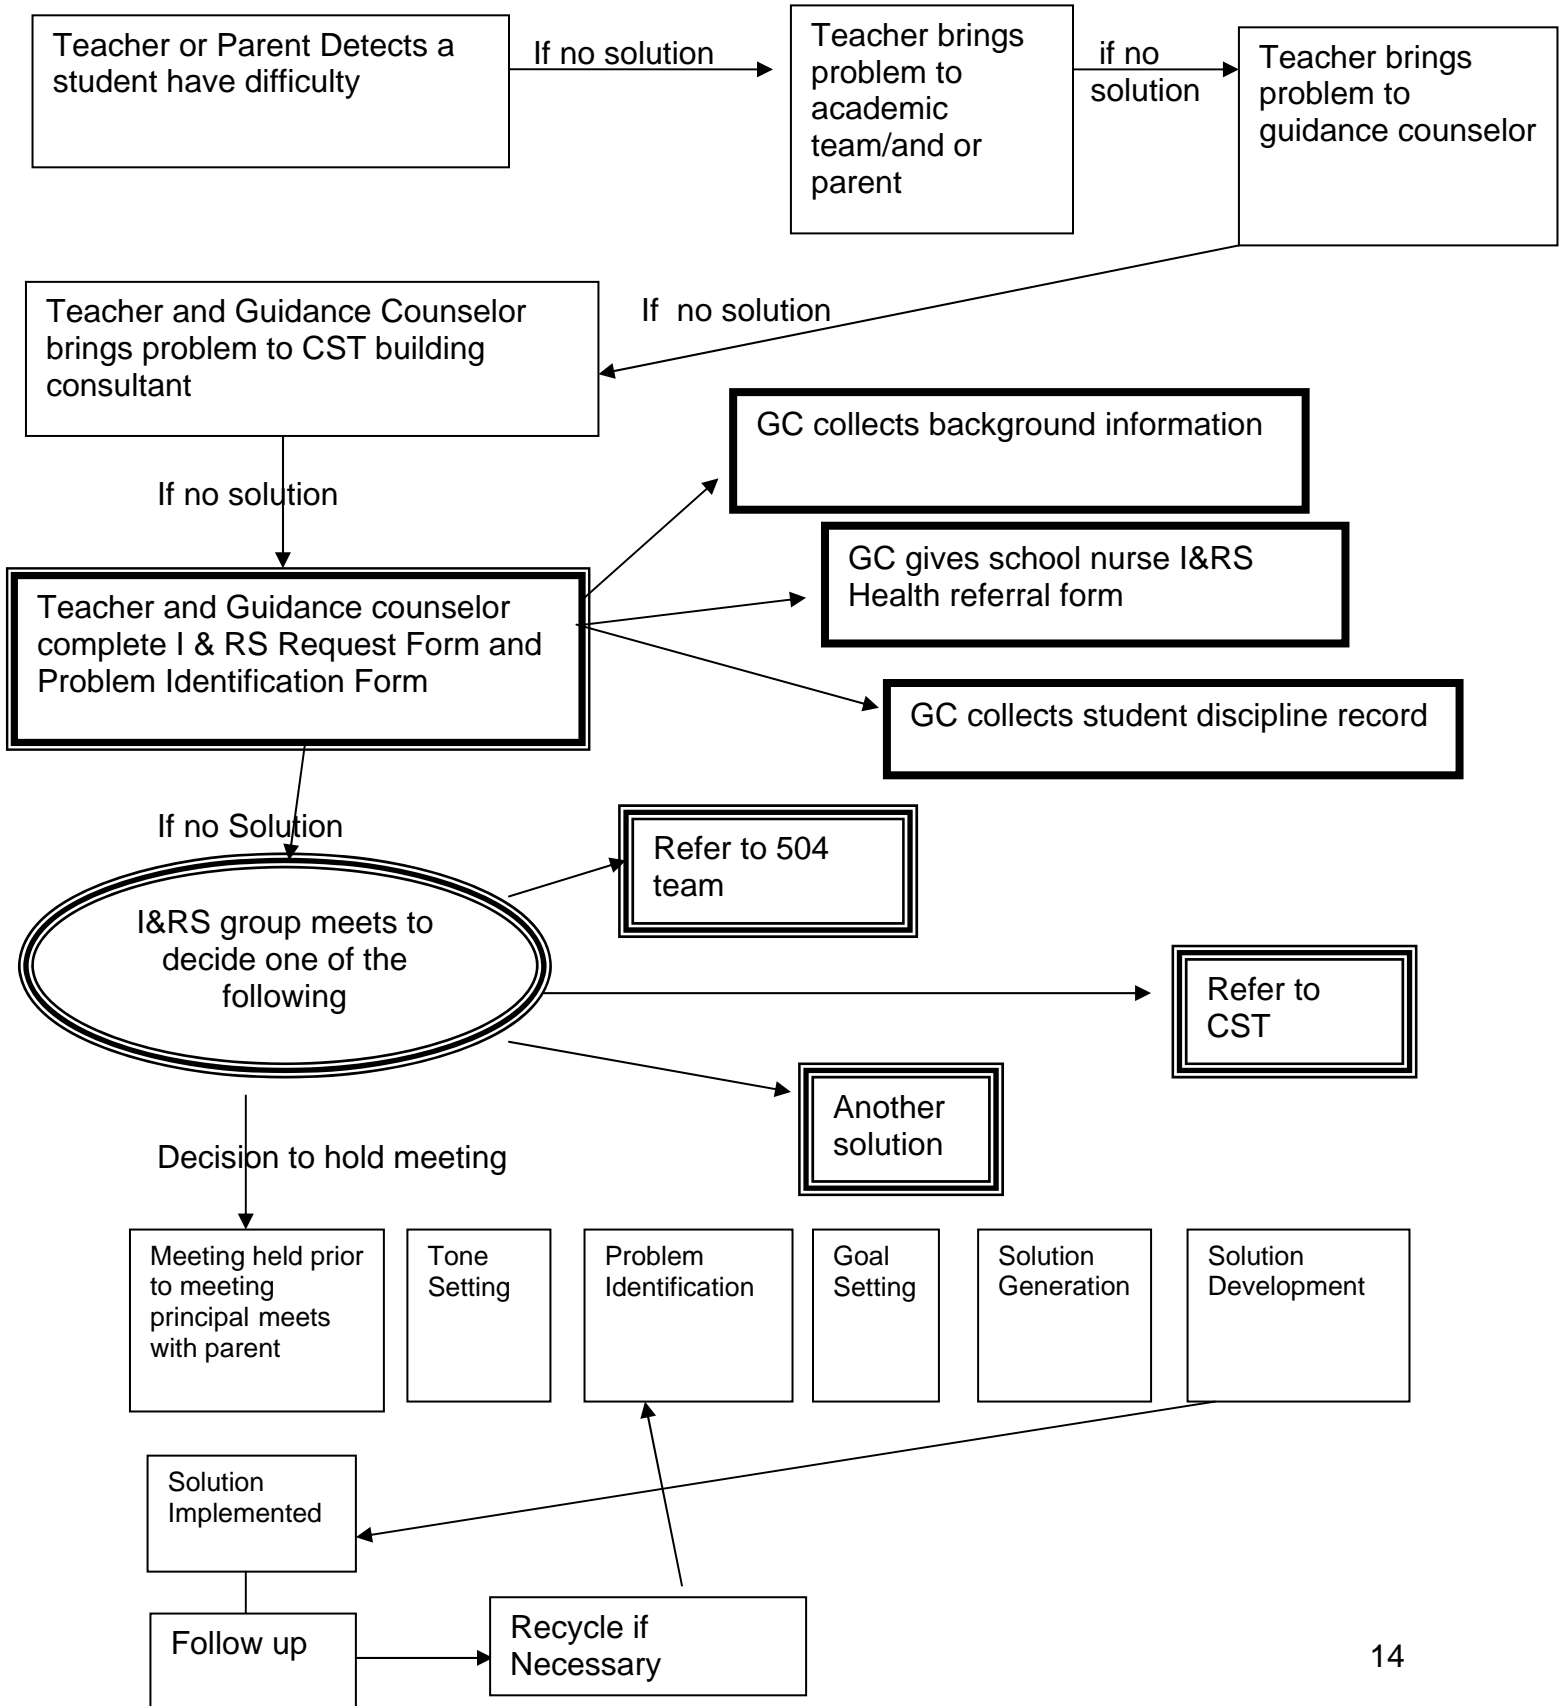 Teacher or Parent Detects a
student have difficulty
If no solution
Teacher brings
problem to
academic
team/and or
parent
if no
solution
Teacher brings
problem to
guidance counselor
If  no solution
Teacher and Guidance Counselor
brings problem to CST building
consultant
GC collects background information
If no solution
GC gives school nurse I&RS
Health referral form
Teacher and Guidance counselor
complete I & RS Request Form and
Problem Identification Form
GC collects student discipline record
If no Solution
Refer to 504
team
I&RS group meets to
decide one of the
following
Refer to
CST
Another
solution
Decision to hold meeting
Meeting held prior
to meeting
principal meets
with parent
Tone
Setting
Problem
Identification
Goal
Setting
Solution
Generation
Solution
Development
Solution
Implemented
Follow up
Recycle if
Necessary
14